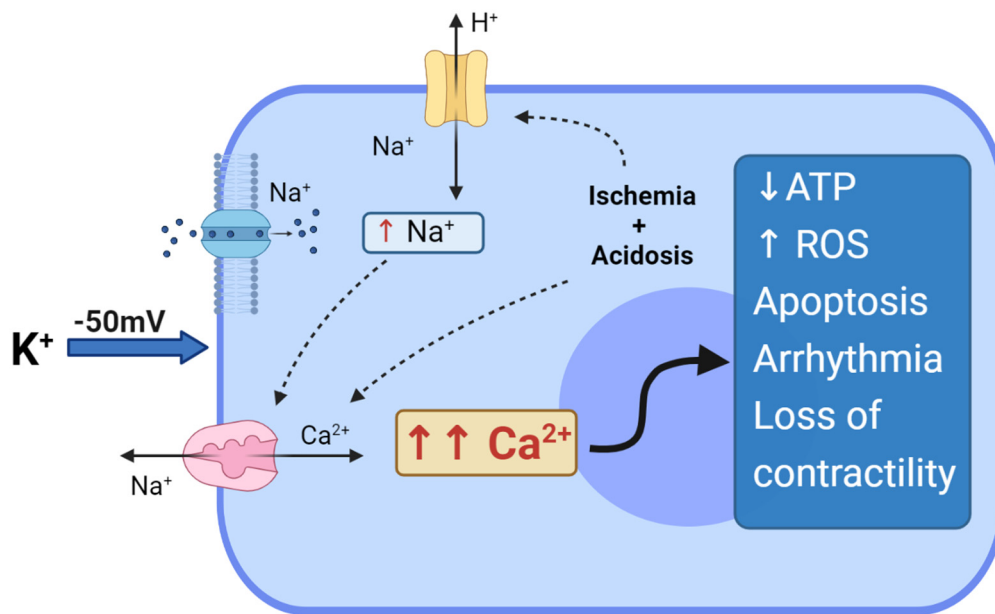 H⁺
Na⁺
Na⁺
↑ Na⁺
Ischemia
+
Acidosis
K⁺
-50mV
Na⁺
Ca²⁺
↑↑ Ca²⁺
↓ATP
↑ ROS
Apoptosis
Arrhythmia
Loss of
contractility